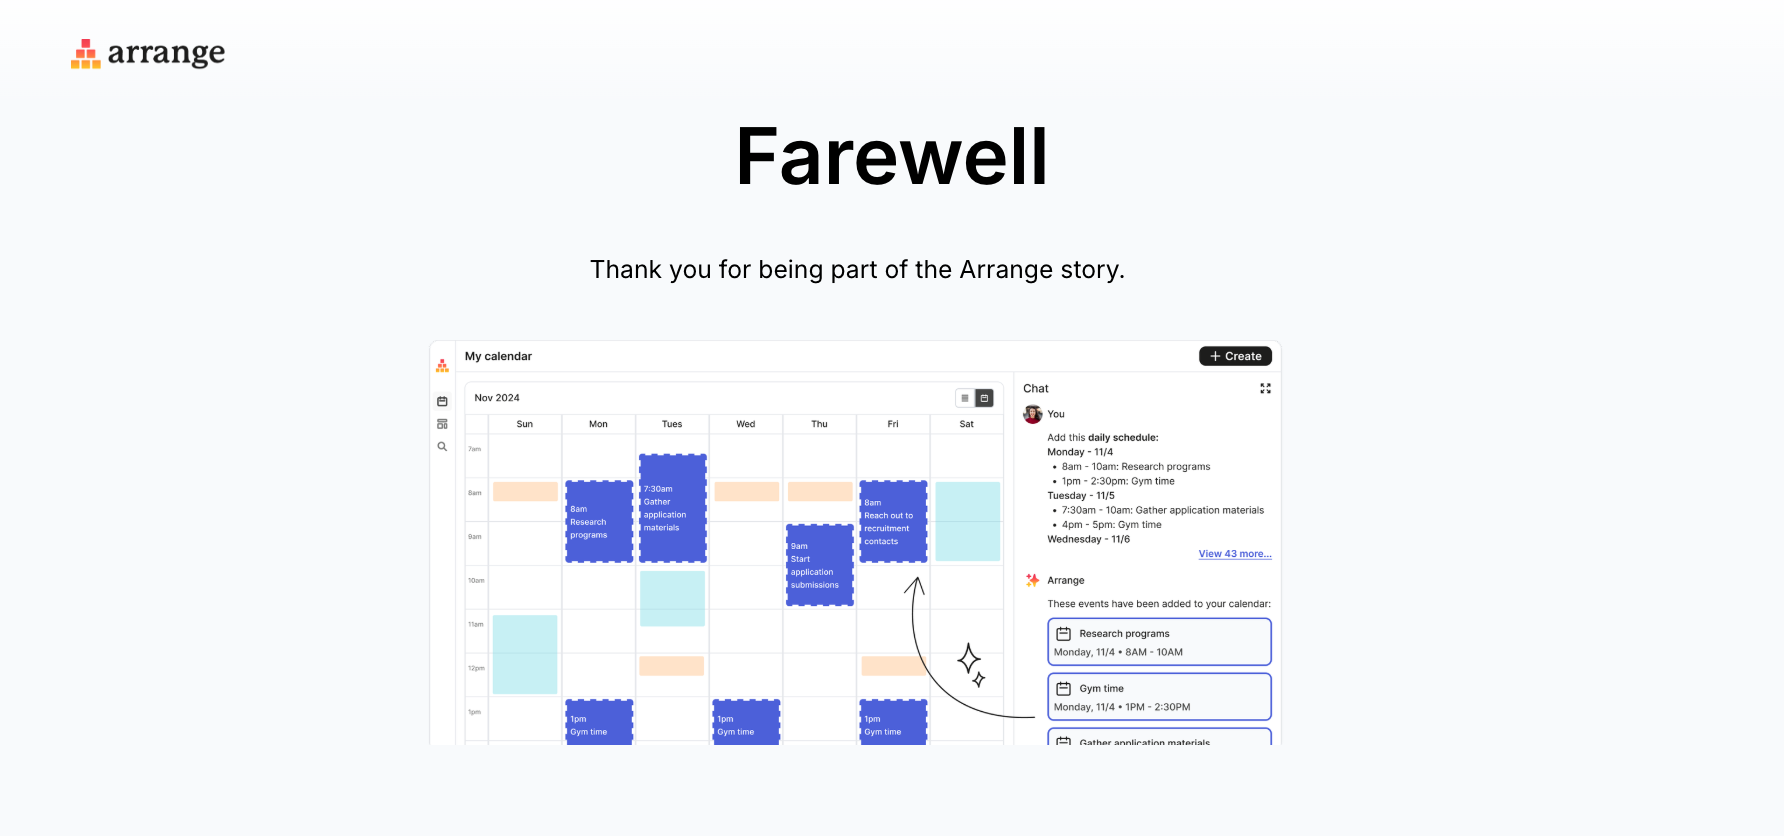 arrange
Farewell
Thank you for being part of the Arrange story.
My calendar
+ Create
Nov 2024
Sun Mon Tues Wed Thu Fri Sat
7am
8am
9am
10am
11am
12pm
1pm
8am
Research
programs
7:30am
Gather
application
materials
9am
Start
application
submissions
8am
Reach out to
recruitment
contacts
1pm
Gym time
1pm
Gym time
1pm
Gym time
Chat
You
Add this daily schedule:
Monday - 11/4
• 8am - 10am: Research programs
• 1pm - 2:30pm: Gym time
Tuesday - 11/5
• 7:30am - 10am: Gather application materials
• 4pm - 5pm: Gym time
Wednesday - 11/6
View 43 more...
Arrange
These events have been added to your calendar:
Research programs
Monday, 11/4 • 8AM - 10AM
Gym time
Monday, 11/4 • 1PM - 2:30PM
Gather application materials